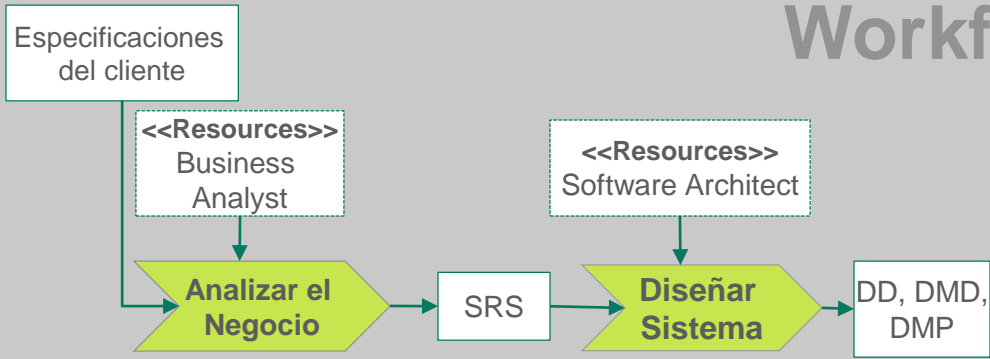 Workf
Especificaciones
del cliente
<<Resources>>
Business
Analyst
<<Resources>>
Software Architect
Analizar el
Negocio
SRS
Diseñar
Sistema
DD, DMD,
DMP